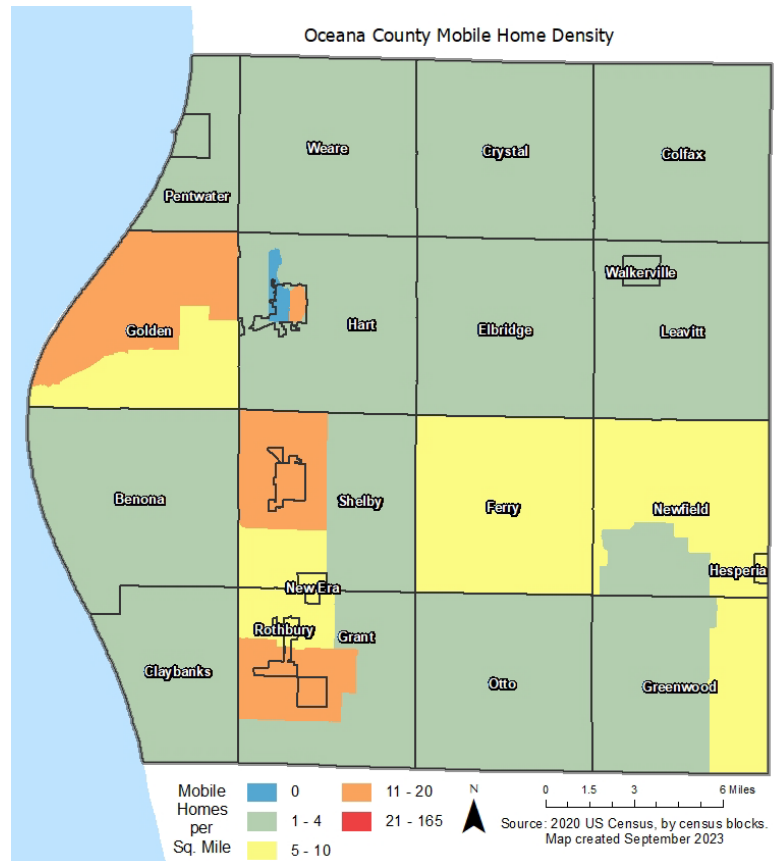 Oceana County Mobile Home Density
Weare
Crystal
Colfax
Pentwater
Walkerville
Golden
Hart
Elbridge
Leavitt
Benona
Shelby
Ferry
Newfield
Hesperia
New Era
Rothbury
Grant
Claybanks
Otto
Greenwood
Mobile
Homes
per
Sq. Mile
0
1 - 4
5 - 10
11 - 20
21 - 165
N
0 1.5 3 6 Miles
Source: 2020 US Census, by census blocks.
Map created September 2023